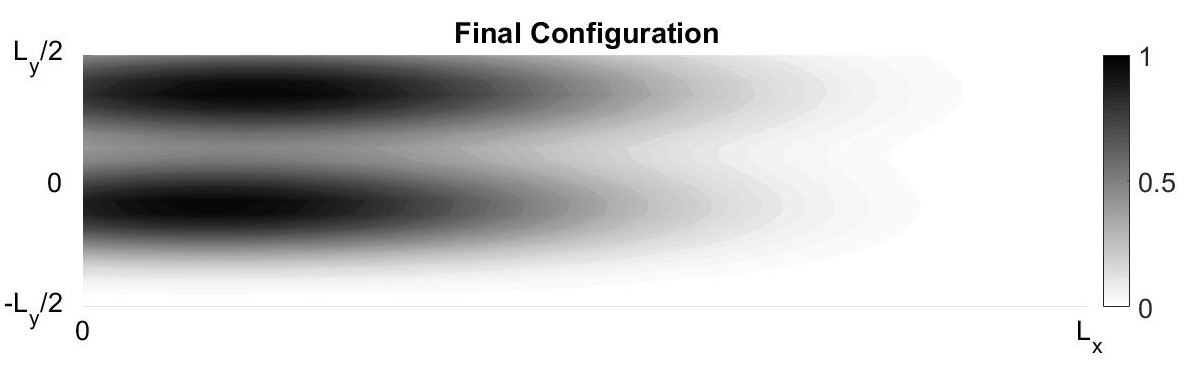 Final Configuration
L_y/2
0
-L_y/2
0
L_x
1
0.5
0